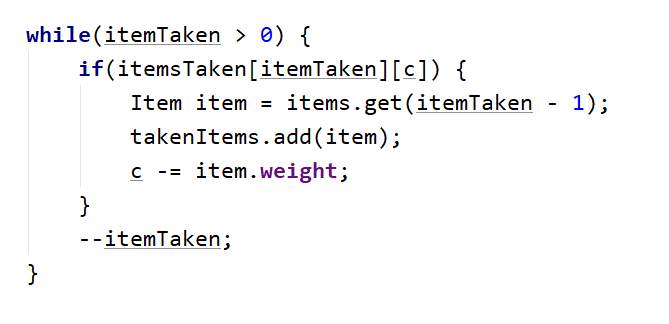 while(itemTaken > 0) {
    if(itemsTaken[itemTaken][c]) {
        Item item = items.get(itemTaken - 1);
        takenItems.add(item);
        c -= item.weight;
    }
    --itemTaken;
}